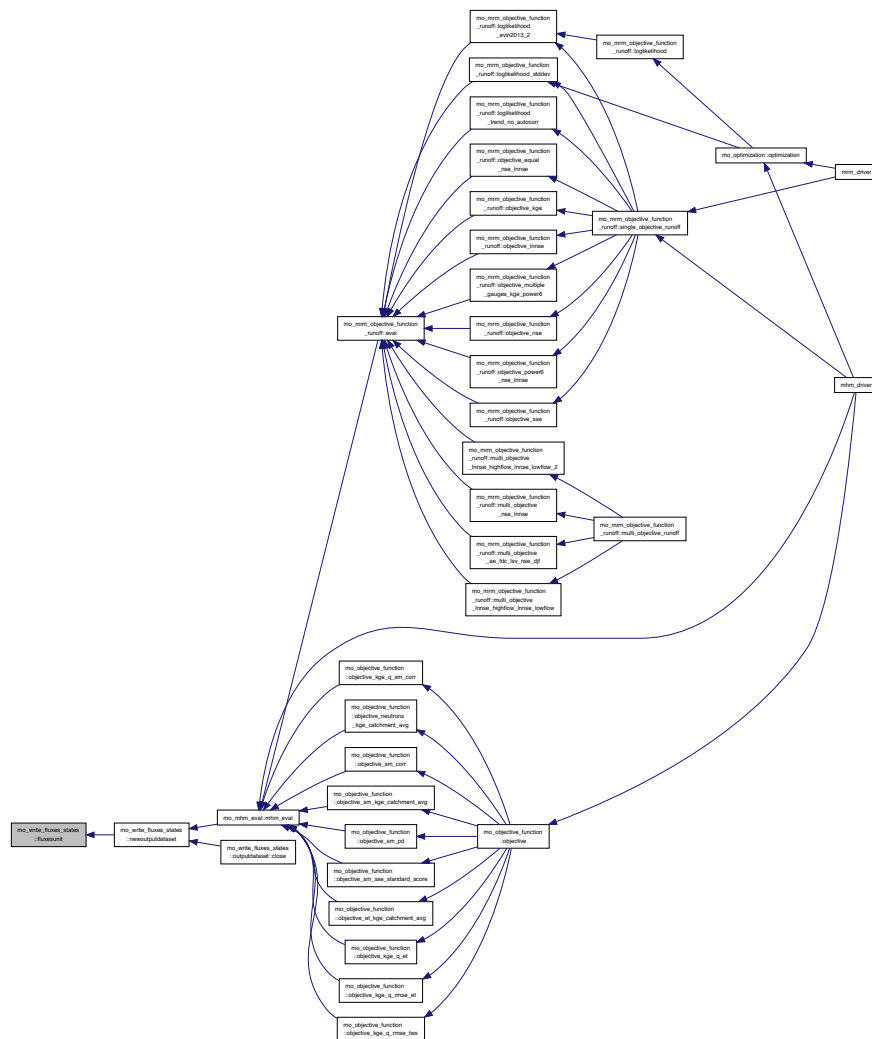 mo_mrm_objective_function
_runoff::loglikelihood
_evin2013_2
mo_mrm_objective_function
_runoff::loglikelihood
mo_mrm_objective_function
_runoff::loglikelihood_stddev
mo_mrm_objective_function
_runoff::loglikelihood
_trend_no_autocorr
mo_mrm_objective_function
_runoff::objective_equal
_nse_lnnse
mo_optimization::optimization
mrm_driver
mo_mrm_objective_function
_runoff::objective_kge
mo_mrm_objective_function
_runoff::single_objective_runoff
mo_mrm_objective_function
_runoff::objective_lnnse
mo_mrm_objective_function
_runoff::objective_multiple
_gauges_kge_power6
mo_mrm_objective_function
_runoff::eval
mo_mrm_objective_function
_runoff::objective_nse
mo_mrm_objective_function
_runoff::objective_power6
_nse_lnnse
mhm_driver
mo_mrm_objective_function
_runoff::objective_sse
mo_mrm_objective_function
_runoff::multi_objective
_lnnse_highflow_lnnse_lowflow_2
mo_mrm_objective_function
_runoff::multi_objective
_nse_lnnse
mo_mrm_objective_function
_runoff::multi_objective_runoff
mo_mrm_objective_function
_runoff::multi_objective
_ae_fdc_lsv_nse_djf
mo_mrm_objective_function
_runoff::multi_objective
_lnnse_highflow_lnnse_lowflow
mo_objective_function
::objective_kge_q_sm_corr
mo_objective_function
::objective_neutrons
_kge_catchment_avg
mo_objective_function
::objective_sm_corr
mo_objective_function
::objective_sm_kge_catchment_avg
mo_write_fluxes_states
::fluxesunit
mo_write_fluxes_states
::newoutputdataset
mo_mhm_eval::mhm_eval
mo_objective_function
::objective_sm_pd
mo_objective_function
::objective
mo_write_fluxes_states
::outputdataset::close
mo_objective_function
::objective_sm_sse_standard_score
mo_objective_function
::objective_et_kge_catchment_avg
mo_objective_function
::objective_kge_q_et
mo_objective_function
::objective_kge_q_rmse_et
mo_objective_function
::objective_kge_q_rmse_tws